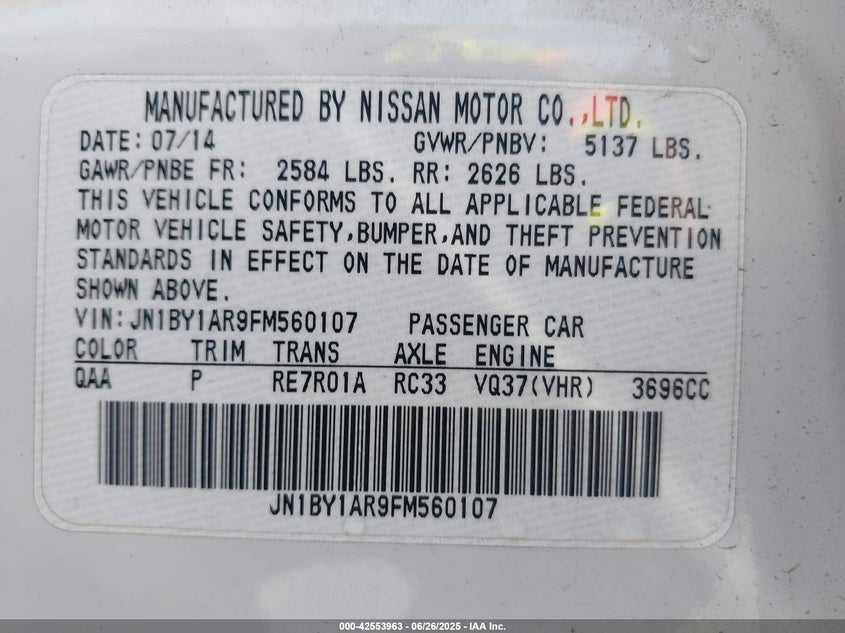 MANUFACTURED BY NISSAN MOTOR CO.,LTD.
DATE: 07/14 GVWR/PNBV: 5137 LBS.
GAWR/PNBE FR: 2584 LBS. RR: 2626 LBS.
THIS VEHICLE CONFORMS TO ALL APPLICABLE FEDERAL
MOTOR VEHICLE SAFETY,BUMPER,AND THEFT PREVENTION
STANDARDS IN EFFECT ON THE DATE OF MANUFACTURE
SHOWN ABOVE.
VIN: JN1BY1AR9FM560107 PASSENGER CAR
COLOR TRIM TRANS AXLE ENGINE
QAA P RE7R01A RC33 VQ37(VHR) 3696CC
JN1BY1AR9FM560107
000-42553963 - 06/26/2025 - IAA Inc.